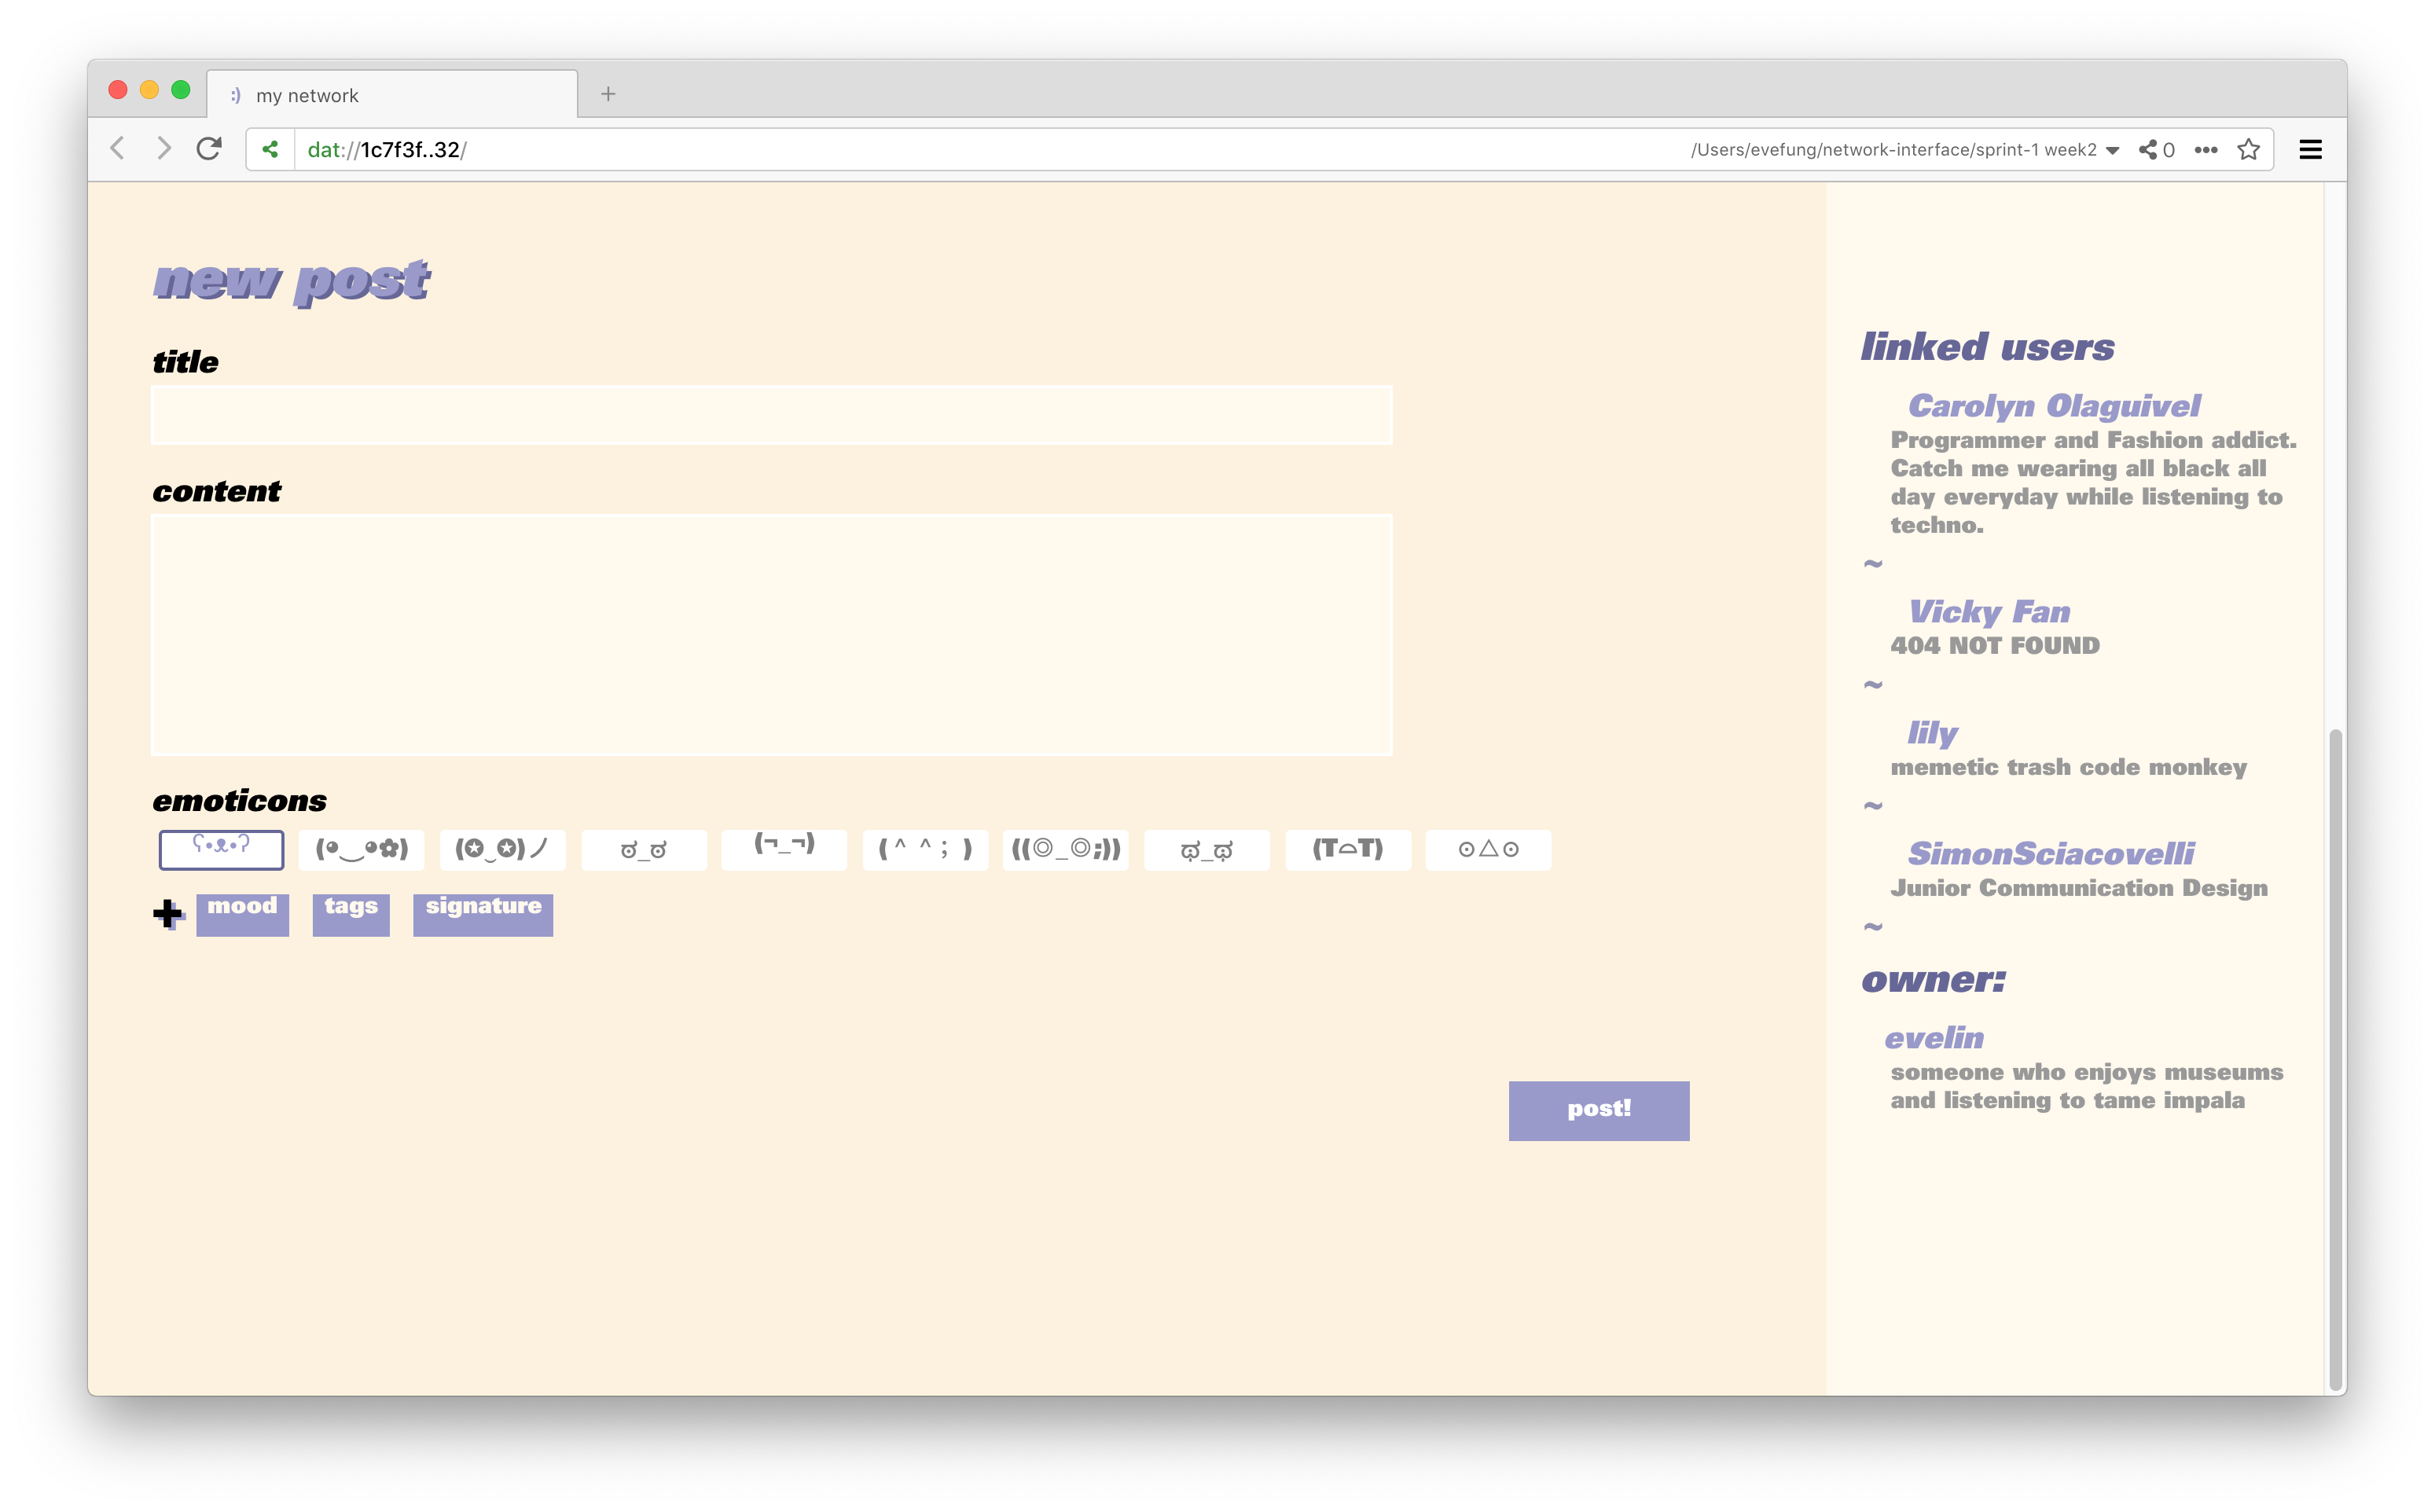 :) my network
dat://1c7f3f..32/
/Users/evefung/network-interface/sprint-1 week2
0
new post
title
content
emoticons
ʕ•ᴥ•ʔ
(◕‿◕✿)
(✪‿✪)ノ
ಠ_ಠ
(¬_¬)
( ^ ^ ; )
((◎_◎;))
ಥ_ಥ
(T⌓T)
⊙△⊙
+ mood tags signature
post!
linked users
Carolyn Olaguivel
Programmer and Fashion addict.
Catch me wearing all black all
day everyday while listening to
techno.
~
Vicky Fan
404 NOT FOUND
~
lily
memetic trash code monkey
~
SimonSciacovelli
Junior Communication Design
~
owner:
evelin
someone who enjoys museums
and listening to tame impala